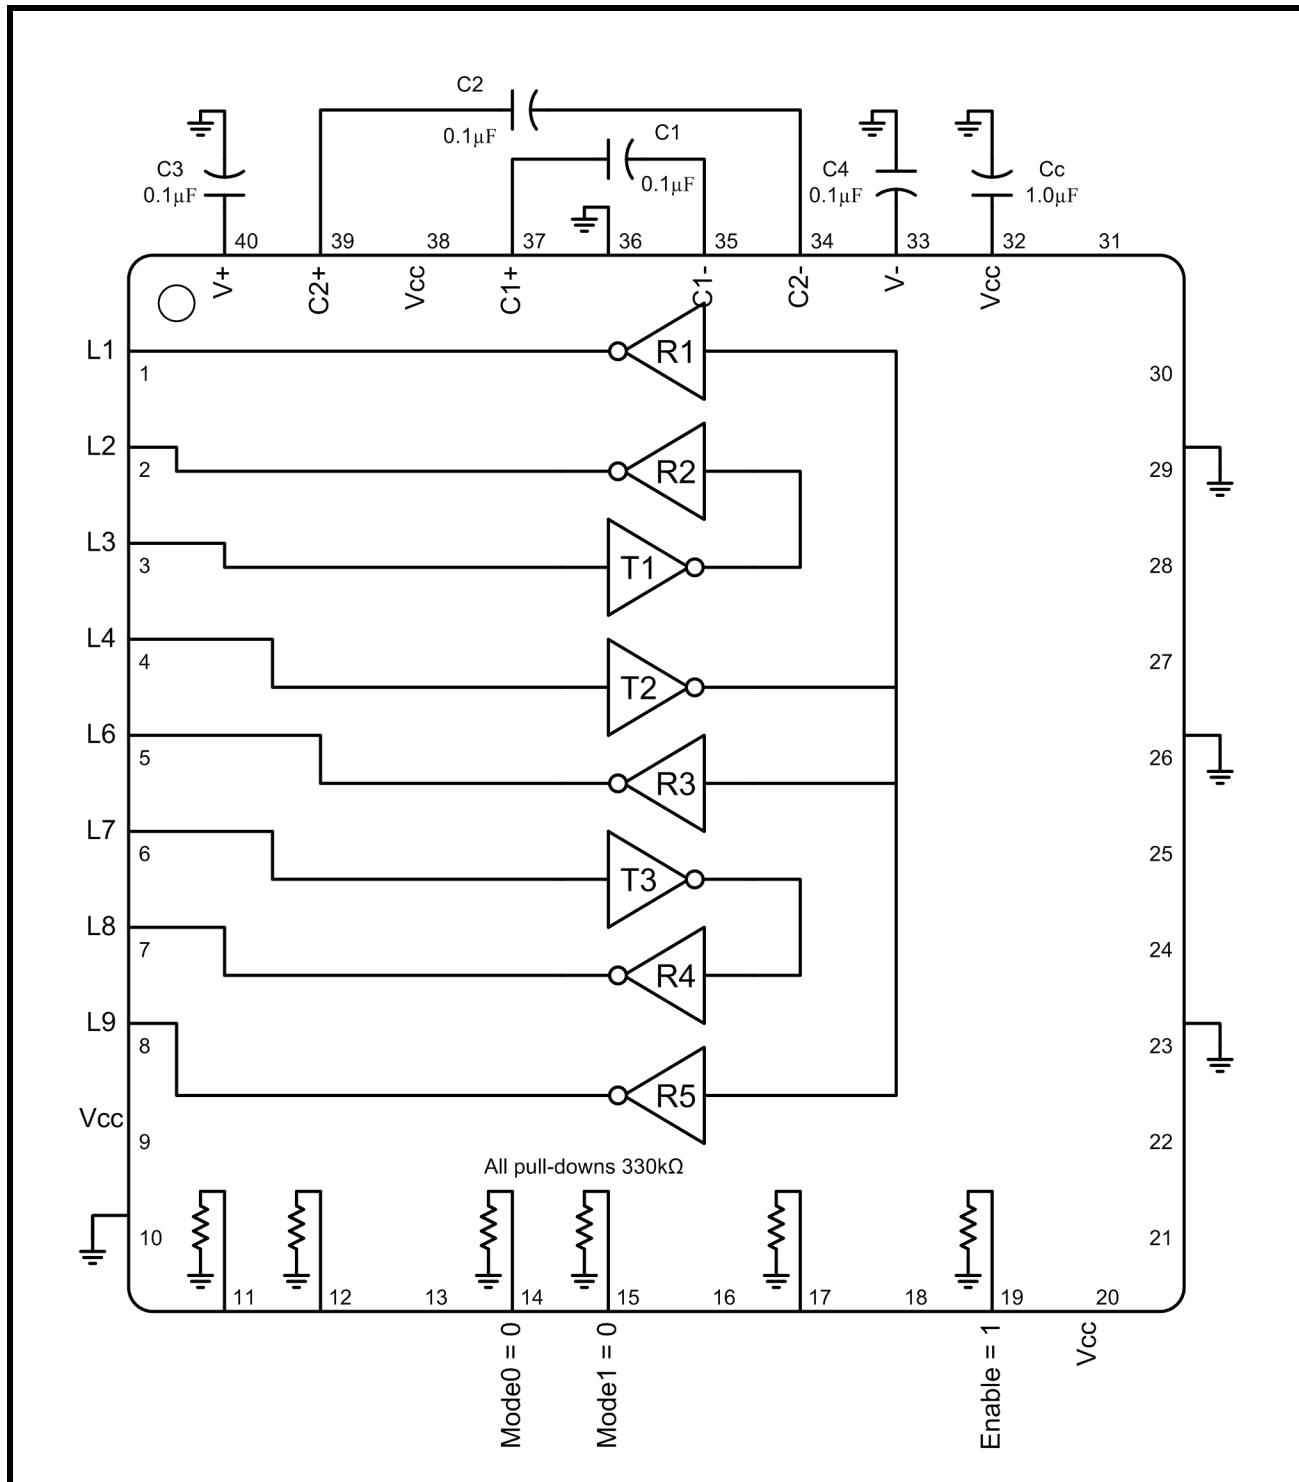 C2
0.1µF
C1
0.1µF
C3
0.1µF
C4
0.1µF
Cc
1.0µF
40 39 38 37 36 35 34 33 32 31
V+ C2+ Vcc C1+ C1- C2- V- Vcc
L1 R1
1 30
L2 R2
2 29
L3 T1
3 28
L4 T2
4 27
L6 R3
5 26
L7 T3
6 25
L8 R4
7 24
L9 R5
8 23
Vcc
9 22
All pull-downs 330kΩ
10 21
11 12 13 14 15 16 17 18 19 20
Mode0 = 0
Mode1 = 0
Enable = 1
Vcc